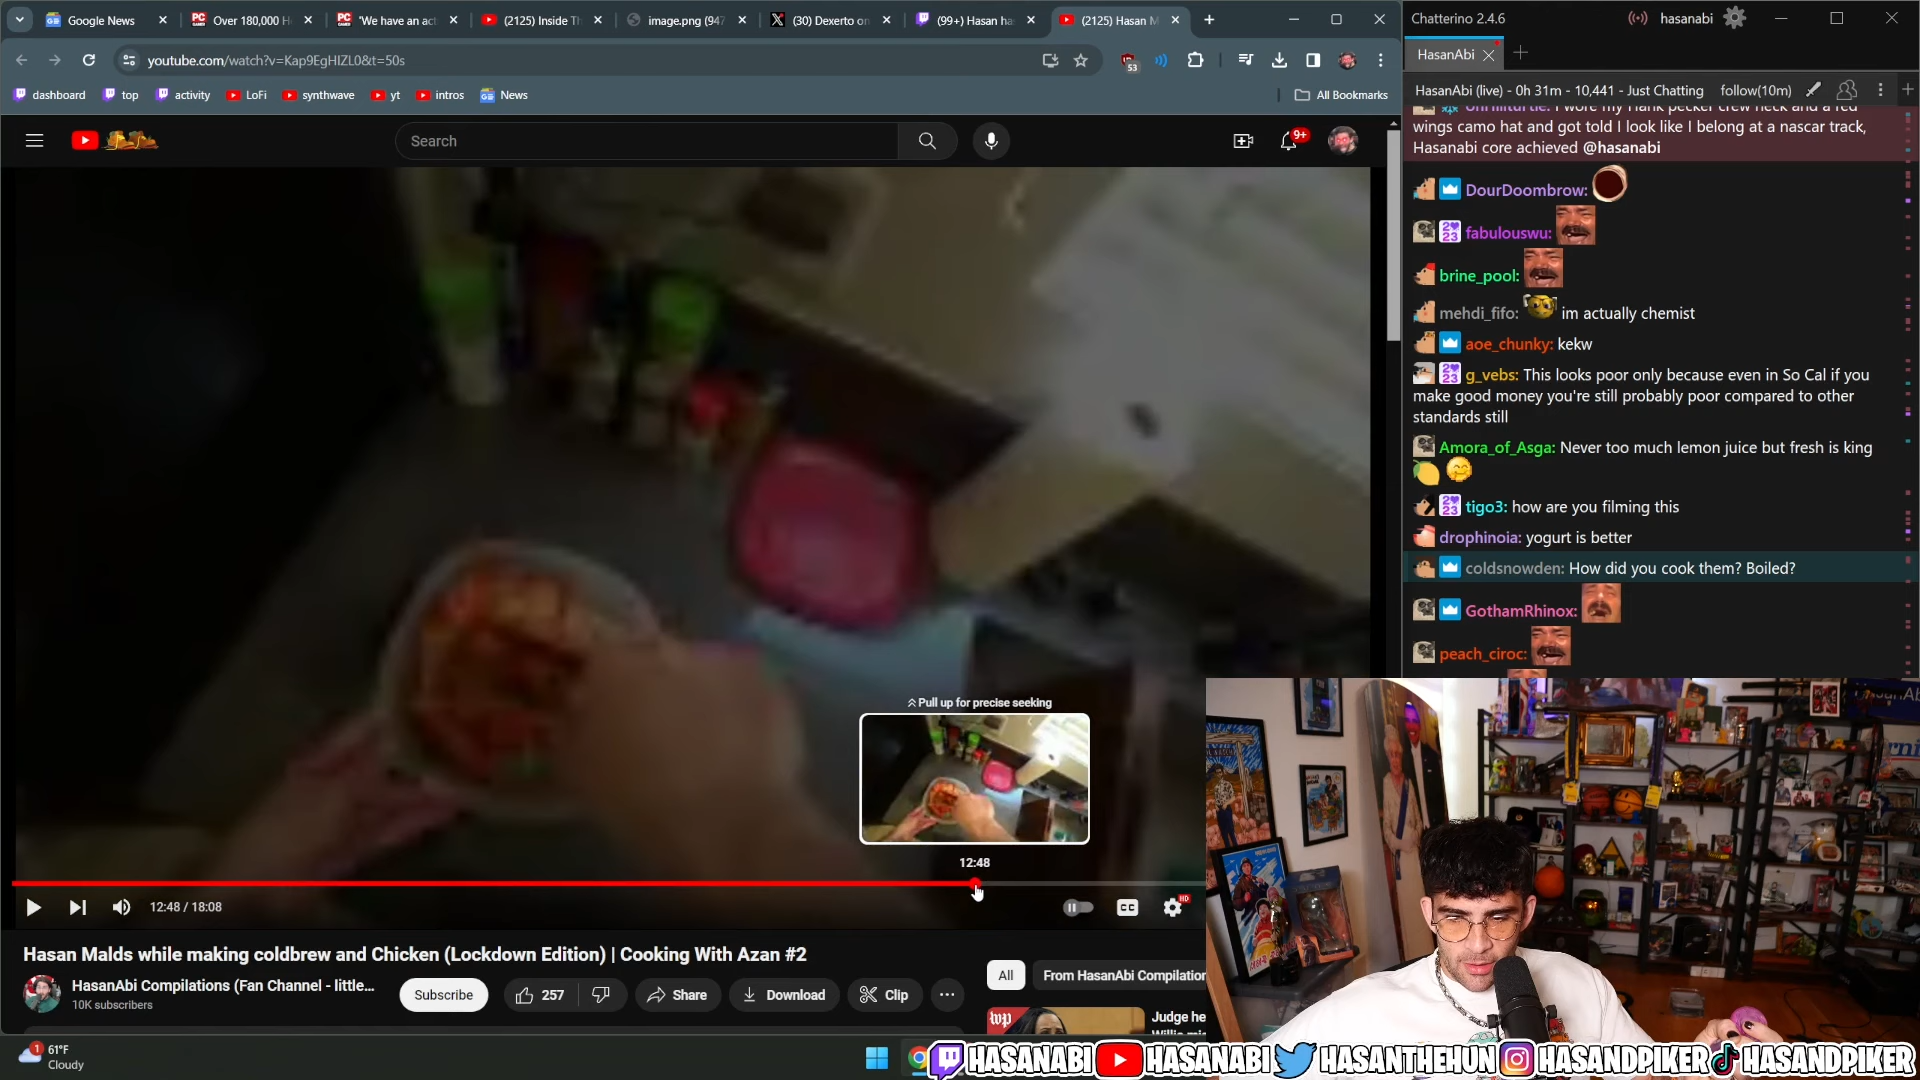 Google News
Over 180,000 H
'We have an act
(2125) Inside Th
image.png (947
(30) Dexerto on
(99+) Hasan ha
(2125) Hasan M
youtube.com/watch?v=Kap9EgHIZL0&t=50s
53
dashboard
top
activity
LoFi
synthwave
yt
intros
News
All Bookmarks
Search
9+
Pull up for precise seeking
12:48
12:48 / 18:08
CC
HD
Hasan Malds while making coldbrew and Chicken (Lockdown Edition) | Cooking With Azan #2
HasanAbi Compilations (Fan Channel - little...
10K subscribers
Subscribe
257
Share
Download
Clip
All
From HasanAbi Compilation
wp
Judge he
1
61°F
Cloudy
Chatterino 2.4.6
hasanabi
HasanAbi
HasanAbi (live) - 0h 31m - 10,441 - Just Chatting
follow(10m)
wings camo hat and got told I look like I belong at a nascar track,
Hasanabi core achieved @hasanabi
DourDoombrow:
fabulouswu:
brine_pool:
mehdi_fifo: im actually chemist
aoe_chunky: kekw
g_vebs: This looks poor only because even in So Cal if you
make good money you're still probably poor compared to other
standards still
Amora_of_Asga: Never too much lemon juice but fresh is king
tigo3: how are you filming this
drophinoia: yogurt is better
coldsnowden: How did you cook them? Boiled?
GothamRhinox:
peach_ciroc:
HASANABI
HASANABI
HASANTHEHUN
HASANDPIKER
HASANDPIKER